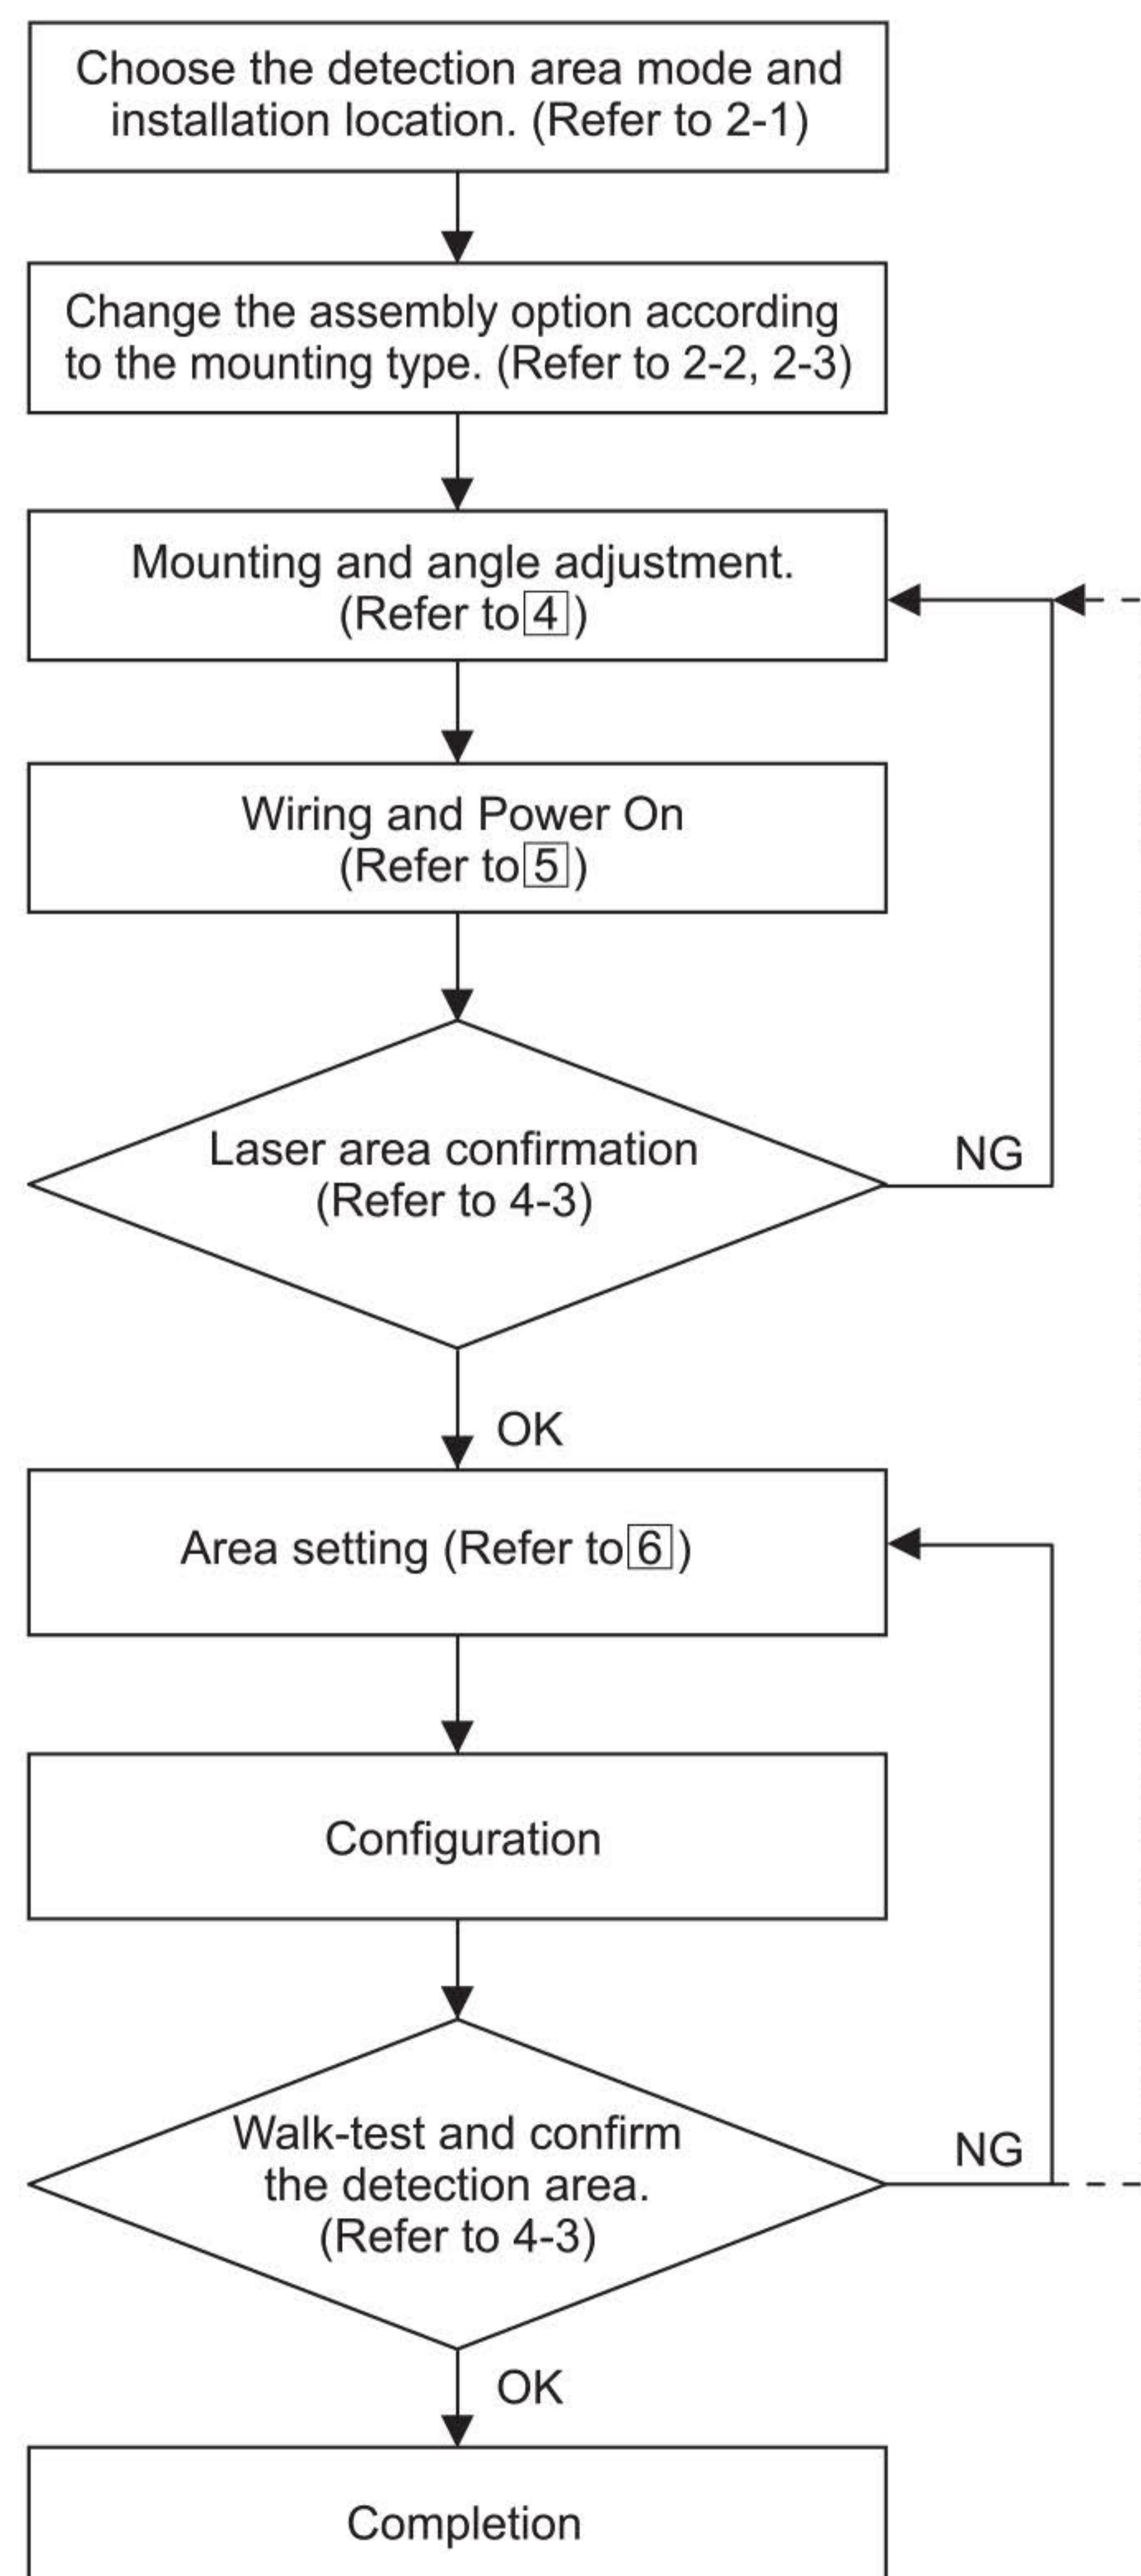 Choose the detection area mode and
installation location. (Refer to 2-1)
Change the assembly option according
to the mounting type. (Refer to 2-2, 2-3)
Mounting and angle adjustment.
(Refer to 4)
Wiring and Power On
(Refer to 5)
Laser area confirmation
(Refer to 4-3)
NG
OK
Area setting (Refer to 6)
Configuration
Walk-test and confirm
the detection area.
(Refer to 4-3)
NG
OK
Completion